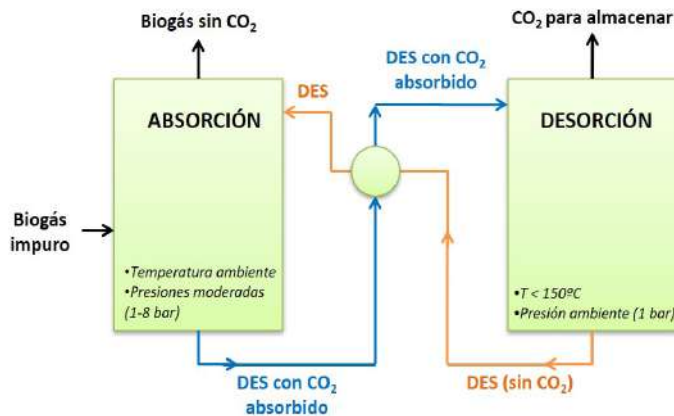 Biogás sin CO₂
CO₂ para almacenar
DES con CO₂
absorbido
DES
ABSORCIÓN
DESORCIÓN
Biogás
impuro
•Temperatura ambiente
•Presiones moderadas
(1-8 bar)
•T < 150ºC
•Presión ambiente (1 bar)
DES con CO₂
absorbido
DES (sin CO₂)